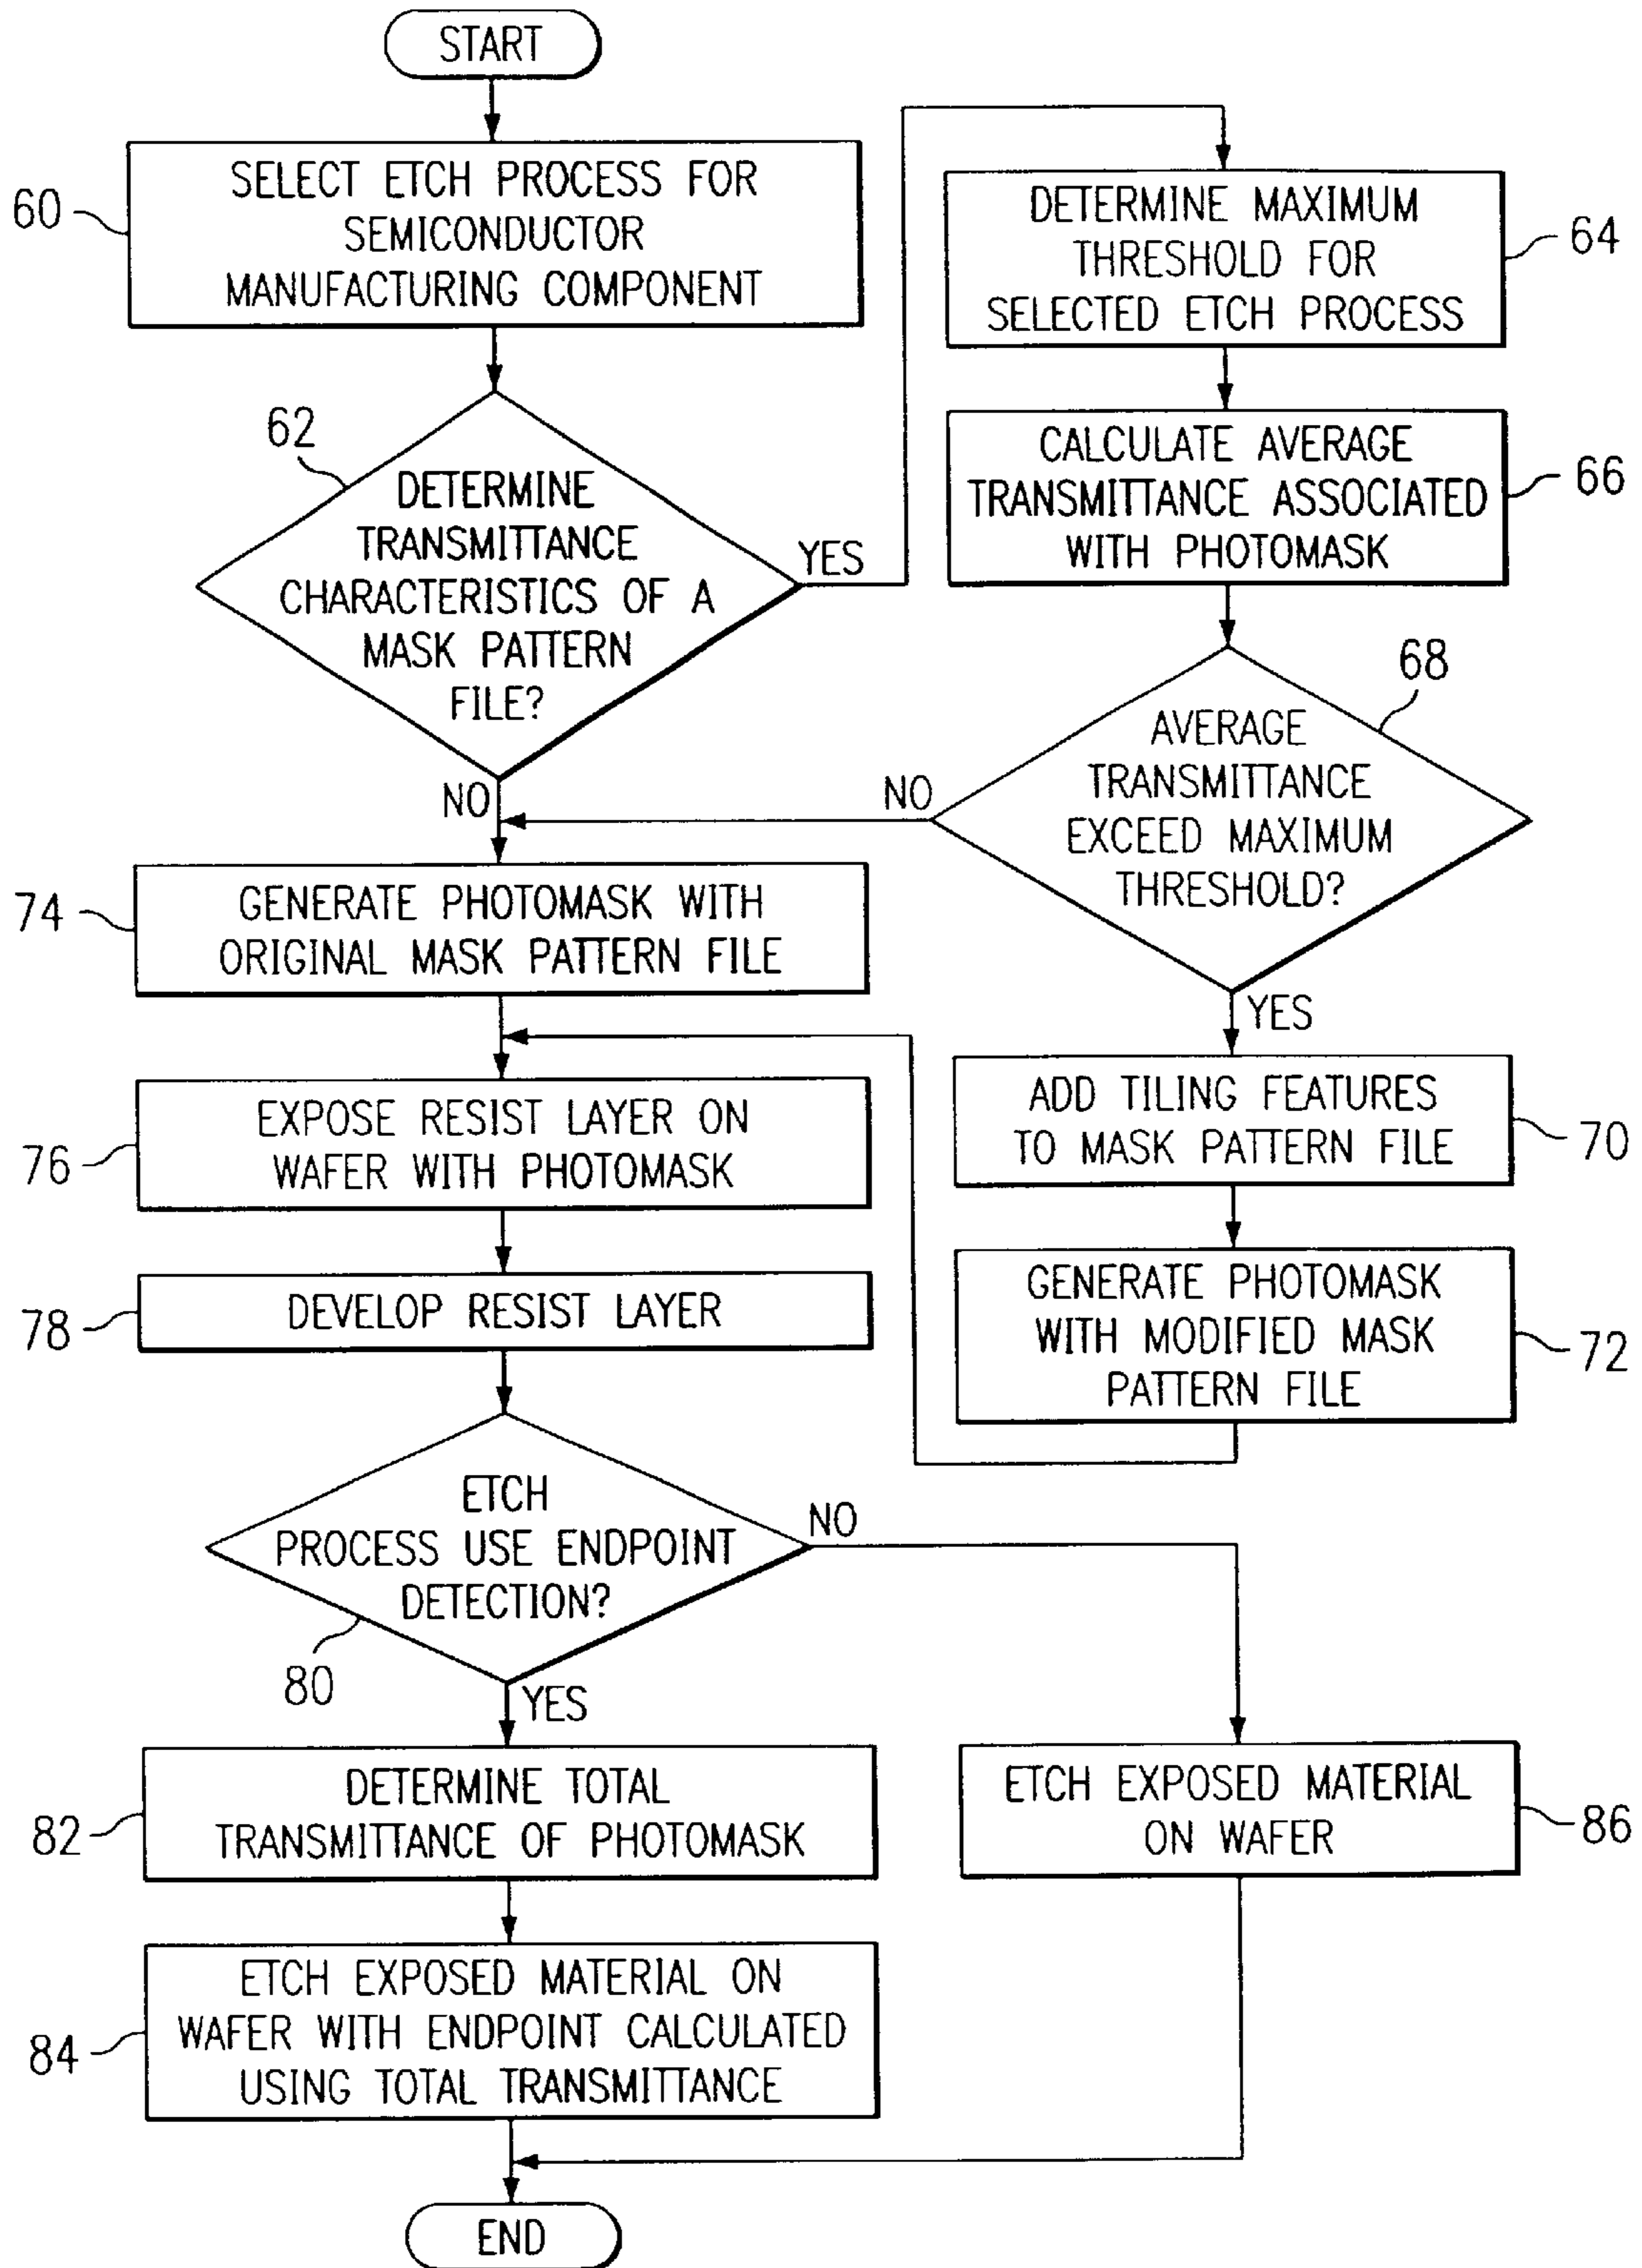 START
60
SELECT ETCH PROCESS FOR
SEMICONDUCTOR
MANUFACTURING COMPONENT
62
DETERMINE
TRANSMITTANCE
CHARACTERISTICS OF A
MASK PATTERN
FILE?
YES
NO
DETERMINE MAXIMUM
THRESHOLD FOR
SELECTED ETCH PROCESS
64
CALCULATE AVERAGE
TRANSMITTANCE ASSOCIATED
WITH PHOTOMASK
66
68
AVERAGE
TRANSMITTANCE
EXCEED MAXIMUM
THRESHOLD?
NO
YES
ADD TILING FEATURES
TO MASK PATTERN FILE
70
GENERATE PHOTOMASK
WITH MODIFIED MASK
PATTERN FILE
72
74
GENERATE PHOTOMASK WITH
ORIGINAL MASK PATTERN FILE
76
EXPOSE RESIST LAYER ON
WAFER WITH PHOTOMASK
78
DEVELOP RESIST LAYER
ETCH
PROCESS USE ENDPOINT
DETECTION?
80
NO
YES
82
DETERMINE TOTAL
TRANSMITTANCE OF PHOTOMASK
84
ETCH EXPOSED MATERIAL ON
WAFER WITH ENDPOINT CALCULATED
USING TOTAL TRANSMITTANCE
ETCH EXPOSED MATERIAL
ON WAFER
86
END